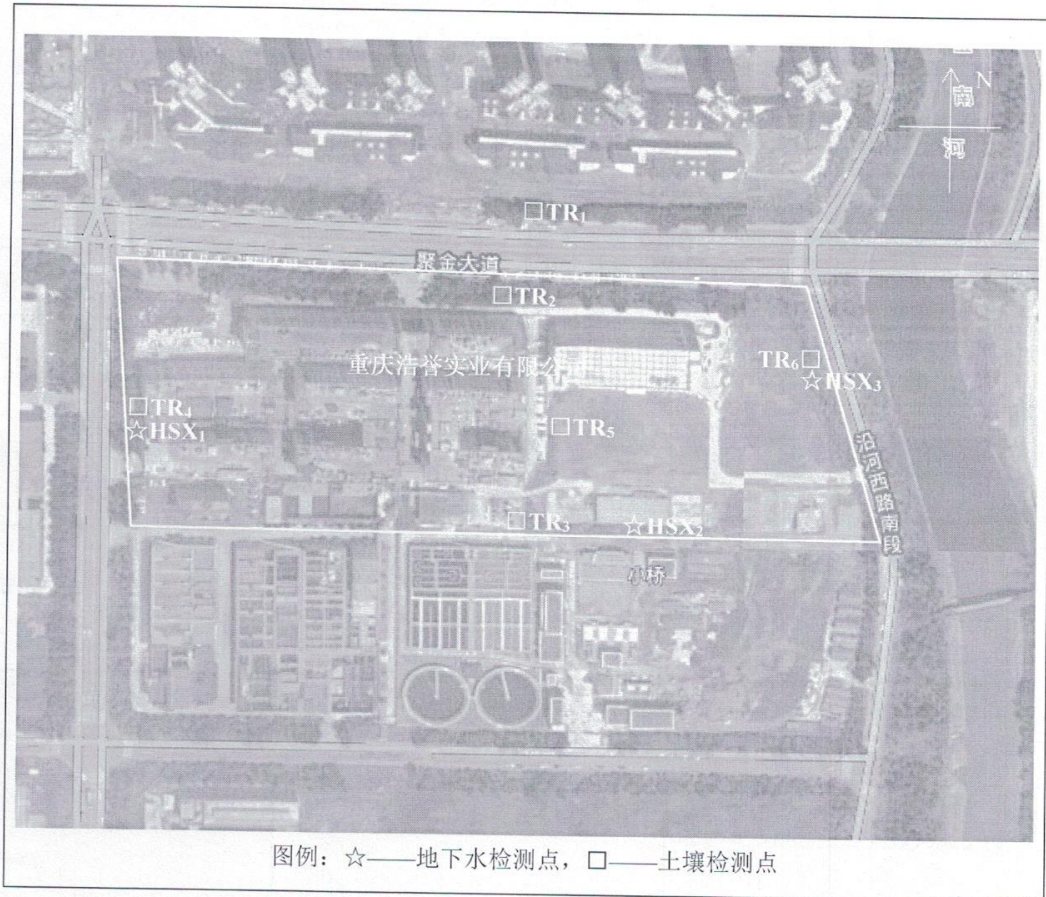 N
南
河
□TR₁
聚金大道
□TR₂
重庆浩誉实业有限公
TR₆□
☆HSX₃
□TR₄
☆HSX₁
□TR₅
沿河西路南段
□TR₃
☆HSX₂
小桥
图例：☆——地下水检测点，□——土壤检测点